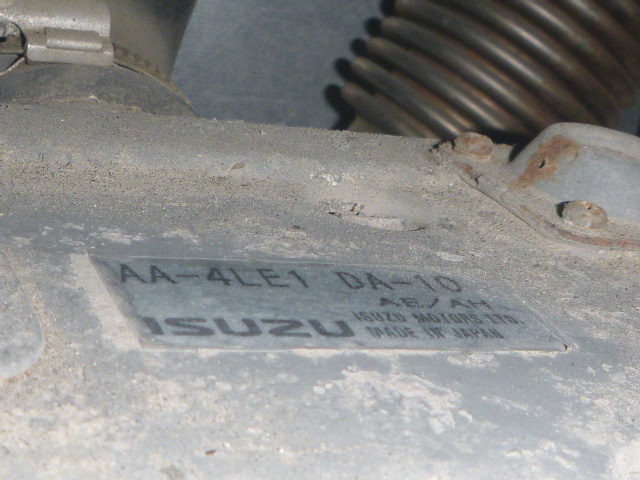 AA-4LE1 DA-10
AE/AH
ISUZU ISUZU MOTORS LTD.
MADE IN JAPAN